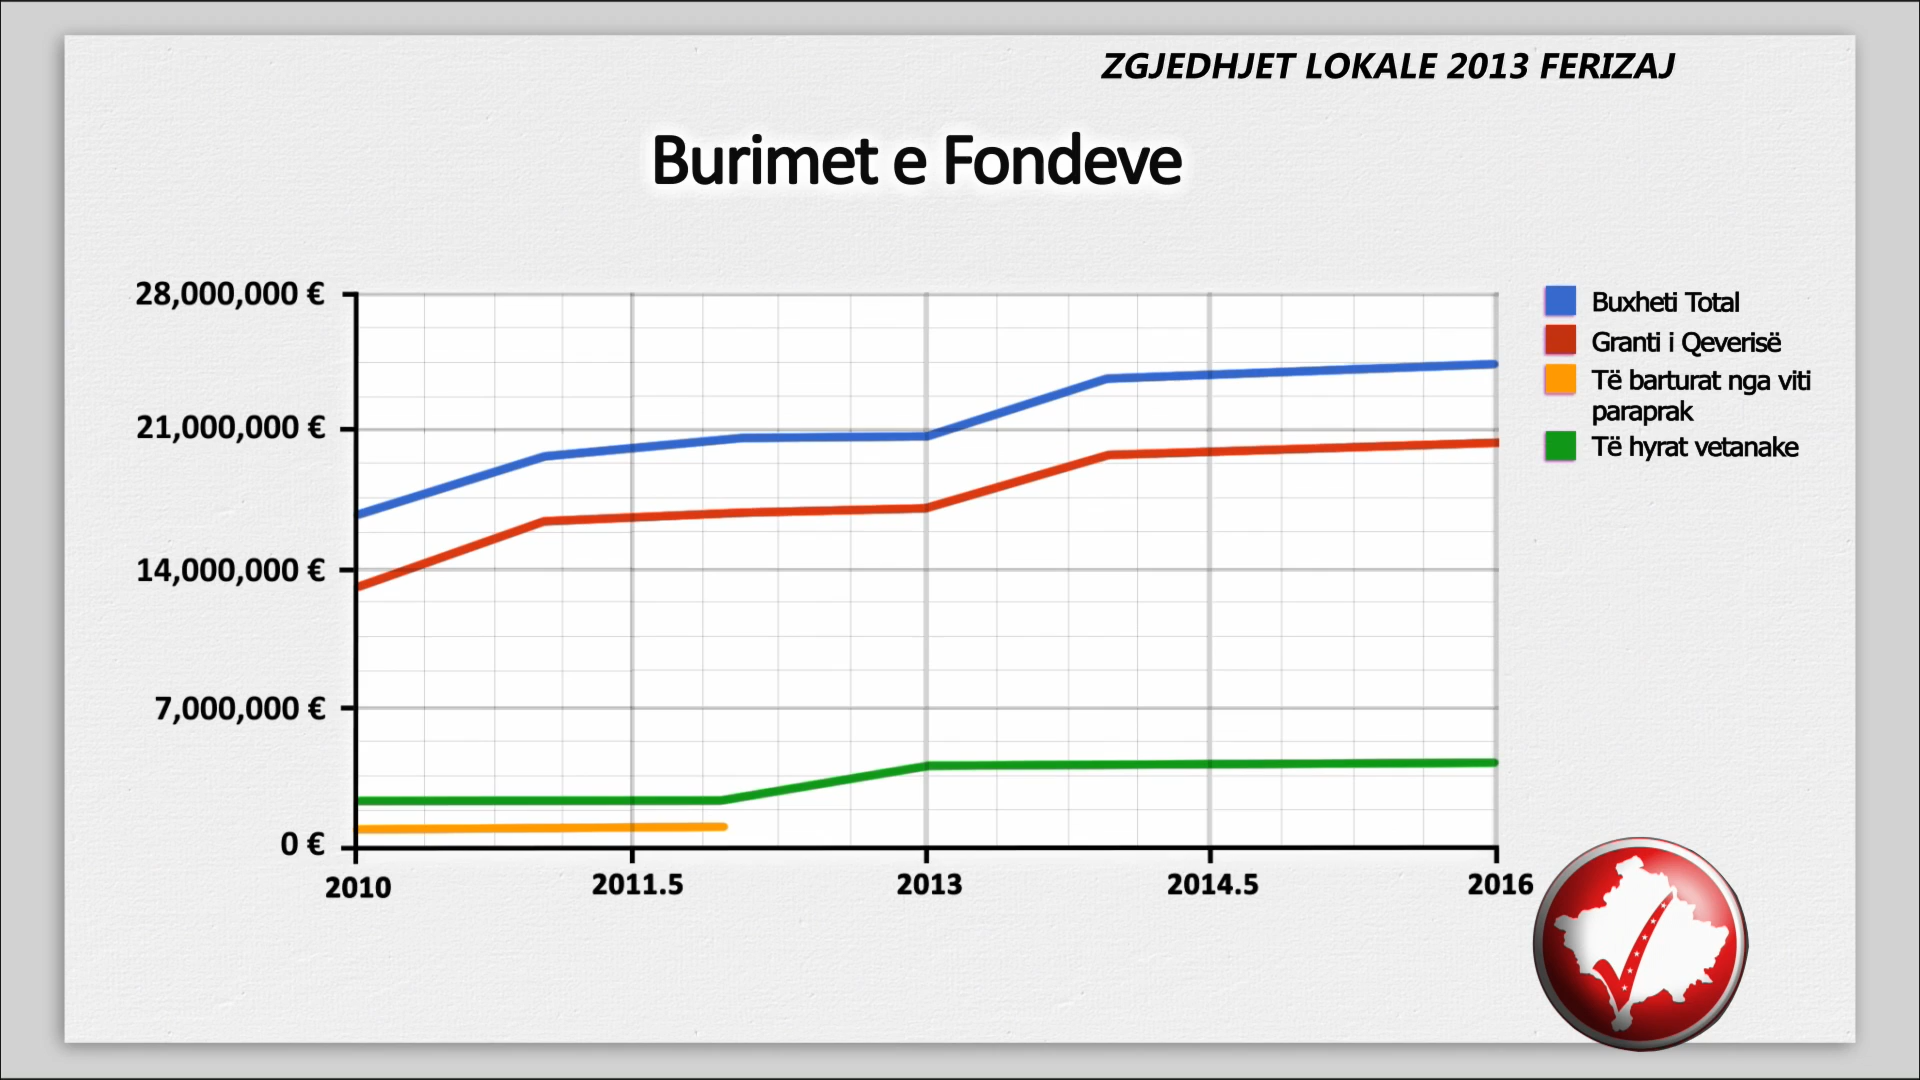 ZGJEDHJET LOKALE 2013 FERIZAJ
Burimet e Fondeve
28,000,000 €
21,000,000 €
14,000,000 €
7,000,000 €
0 €
2010 2011.5 2013 2014.5 2016
Buxheti Total
Granti i Qeverisë
Të barturat nga viti
paraprak
Të hyrat vetanake